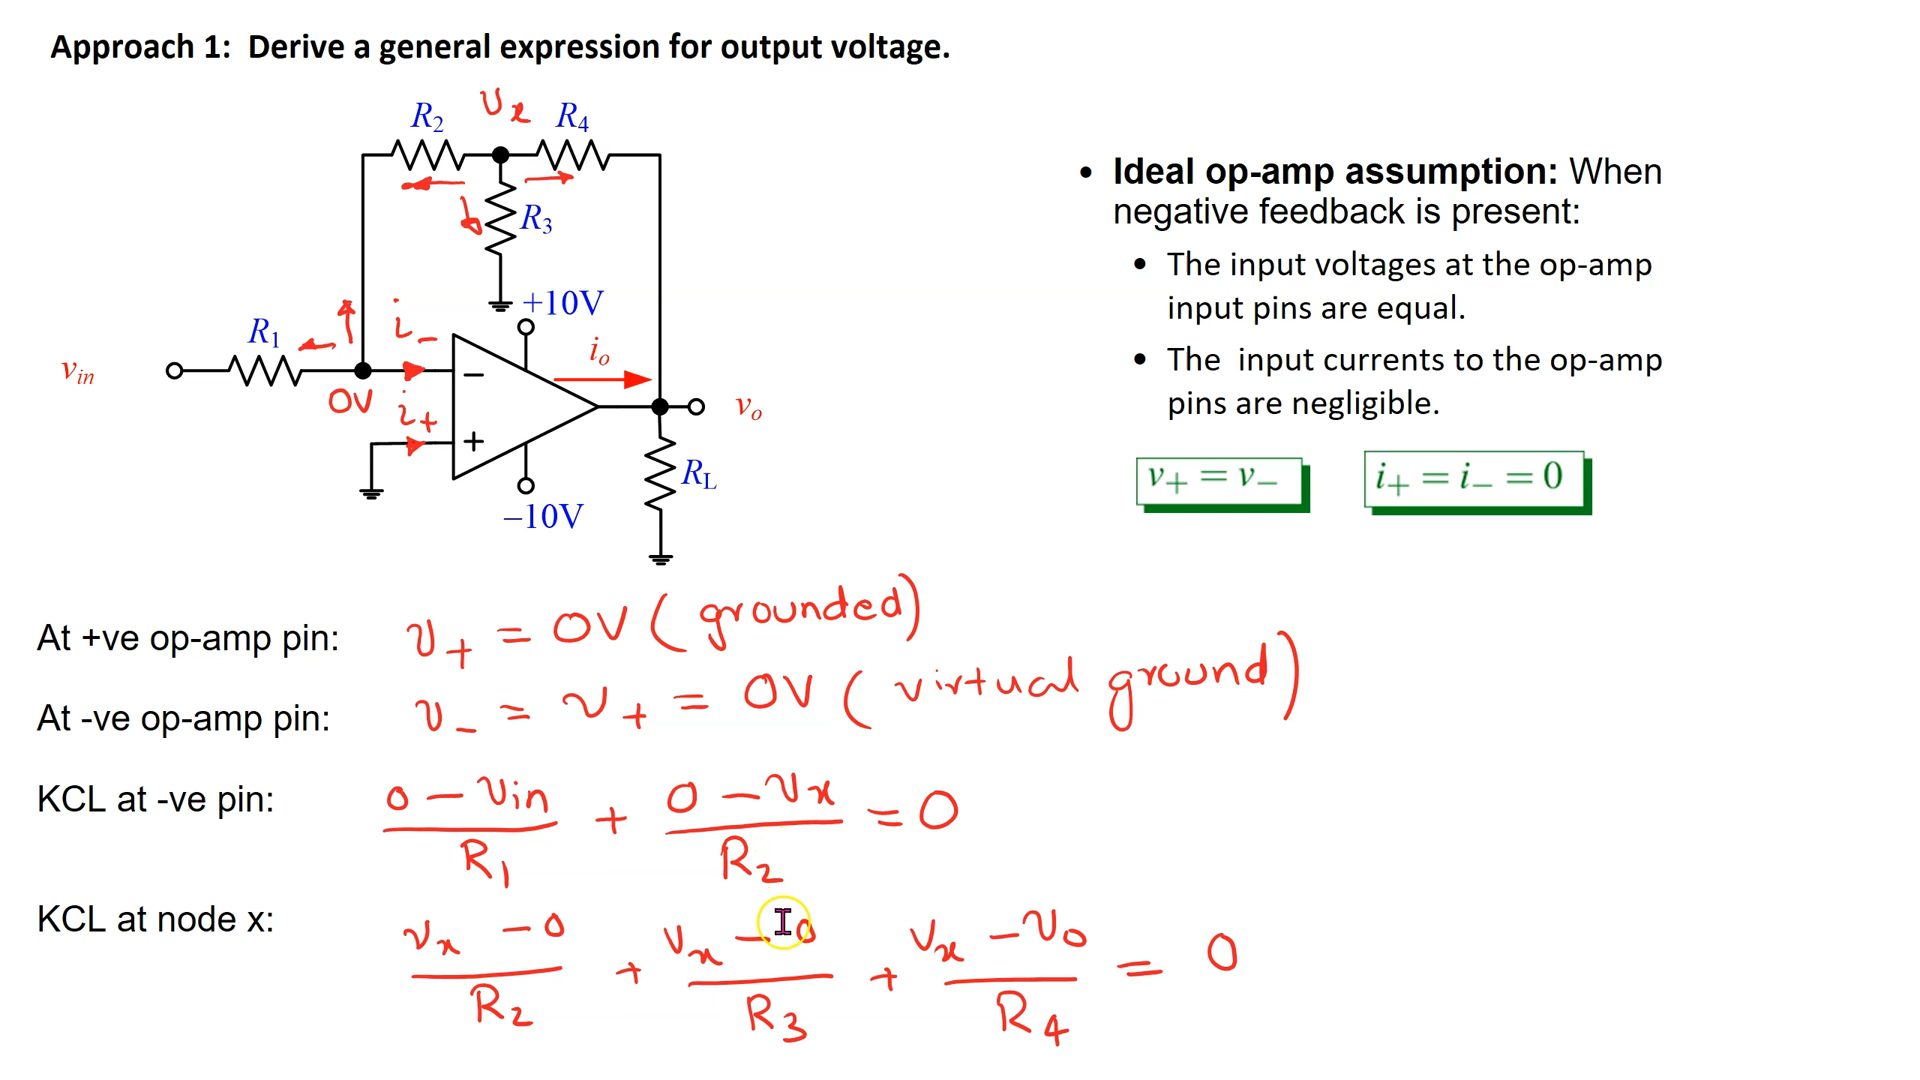 Approach 1: Derive a general expression for output voltage.
R2 Vx R4
R3
+10V
R1 i−
io
vin
0V i+
−
+
vo
RL
–10V
• Ideal op-amp assumption: When
negative feedback is present:
• The input voltages at the op-amp
input pins are equal.
• The input currents to the op-amp
pins are negligible.
v+ = v−
i+ = i− = 0
At +ve op-amp pin: v+ = 0V (grounded)
At -ve op-amp pin: v− = v+ = 0V (virtual ground)
KCL at -ve pin: (0 − vin)/R1 + (0 − vx)/R2 = 0
KCL at node x: (vx − 0)/R2 + (vx − 0)/R3 + (vx − vo)/R4 = 0